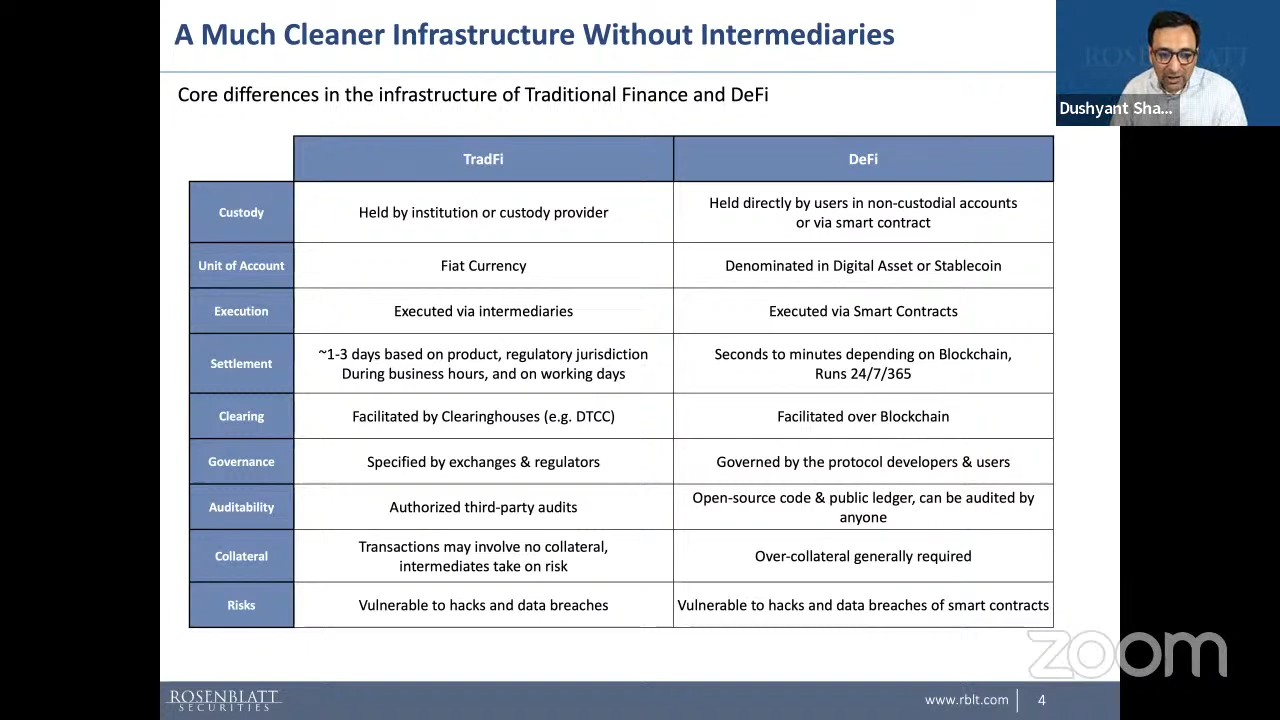 A Much Cleaner Infrastructure Without Intermediaries
Core differences in the infrastructure of Traditional Finance and DeFi
TradFi
DeFi
Custody
Held by institution or custody provider
Held directly by users in non-custodial accounts
or via smart contract
Unit of Account
Fiat Currency
Denominated in Digital Asset or Stablecoin
Execution
Executed via intermediaries
Executed via Smart Contracts
Settlement
~1-3 days based on product, regulatory jurisdiction
During business hours, and on working days
Seconds to minutes depending on Blockchain,
Runs 24/7/365
Clearing
Facilitated by Clearinghouses (e.g. DTCC)
Facilitated over Blockchain
Governance
Specified by exchanges & regulators
Governed by the protocol developers & users
Auditability
Authorized third-party audits
Open-source code & public ledger, can be audited by
anyone
Collateral
Transactions may involve no collateral,
intermediates take on risk
Over-collateral generally required
Risks
Vulnerable to hacks and data breaches
Vulnerable to hacks and data breaches of smart contracts
ROSENBLATT
SECURITIES
www.rblt.com
4
ROSENBLATT
Dushyant Sha...
zoom